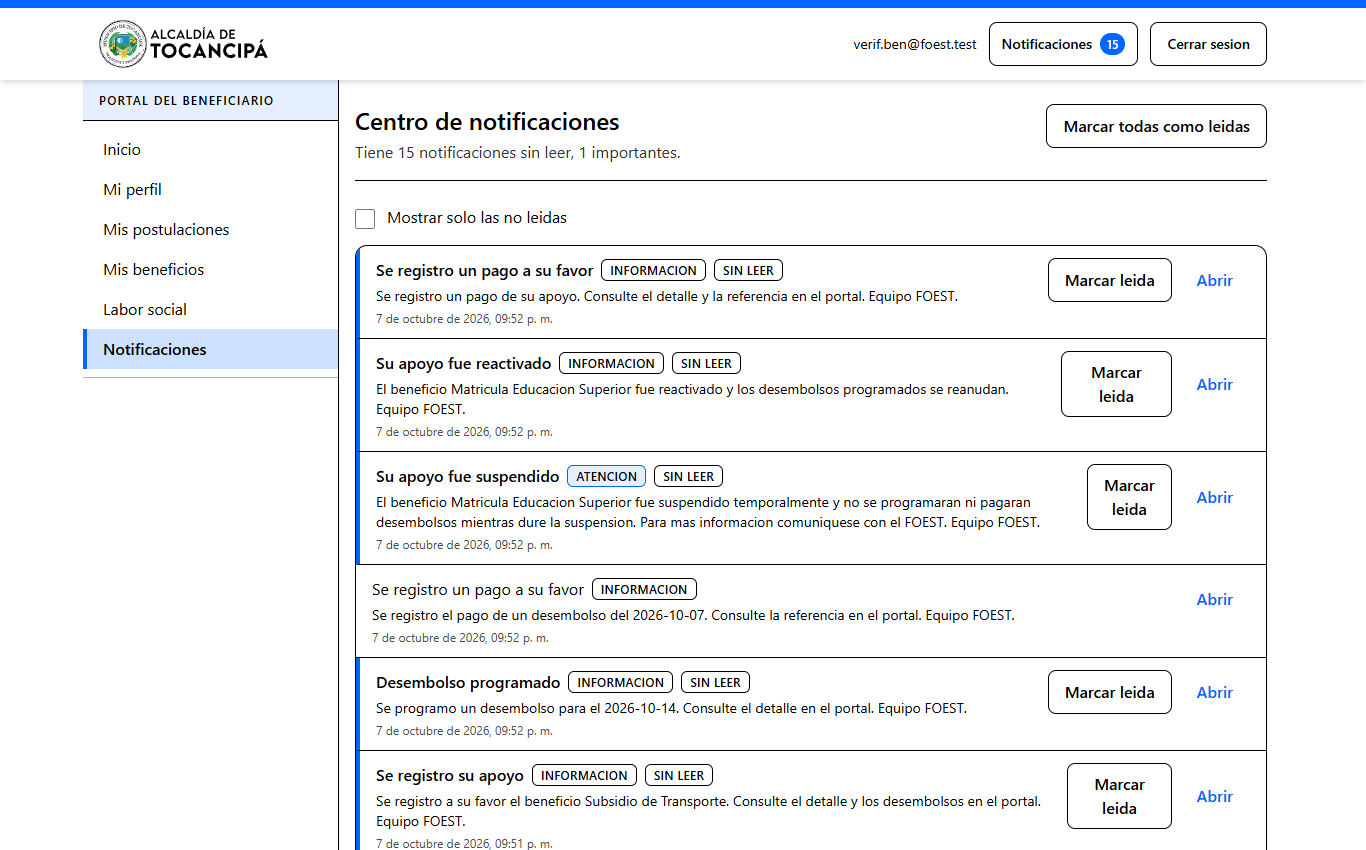 ALCALDÍA DE
TOCANCIPÁ
verif.ben@foest.test
Notificaciones 15
Cerrar sesion
PORTAL DEL BENEFICIARIO
Inicio
Mi perfil
Mis postulaciones
Mis beneficios
Labor social
Notificaciones
Centro de notificaciones
Tiene 15 notificaciones sin leer, 1 importantes.
Marcar todas como leidas
Mostrar solo las no leidas
Se registro un pago a su favor INFORMACION SIN LEER
Se registro un pago de su apoyo. Consulte el detalle y la referencia en el portal. Equipo FOEST.
7 de octubre de 2026, 09:52 p. m.
Marcar leida
Abrir
Su apoyo fue reactivado INFORMACION SIN LEER
El beneficio Matricula Educacion Superior fue reactivado y los desembolsos programados se reanudan.
Equipo FOEST.
7 de octubre de 2026, 09:52 p. m.
Marcar
leida
Abrir
Su apoyo fue suspendido ATENCION SIN LEER
El beneficio Matricula Educacion Superior fue suspendido temporalmente y no se programaran ni pagaran
desembolsos mientras dure la suspension. Para mas informacion comuniquese con el FOEST. Equipo FOEST.
7 de octubre de 2026, 09:52 p. m.
Marcar
leida
Abrir
Se registro un pago a su favor INFORMACION
Se registro el pago de un desembolso del 2026-10-07. Consulte la referencia en el portal. Equipo FOEST.
7 de octubre de 2026, 09:52 p. m.
Abrir
Desembolso programado INFORMACION SIN LEER
Se programo un desembolso para el 2026-10-14. Consulte el detalle en el portal. Equipo FOEST.
7 de octubre de 2026, 09:52 p. m.
Marcar leida
Abrir
Se registro su apoyo INFORMACION SIN LEER
Se registro a su favor el beneficio Subsidio de Transporte. Consulte el detalle y los desembolsos en el portal.
Equipo FOEST.
7 de octubre de 2026, 09:51 p. m.
Marcar
leida
Abrir